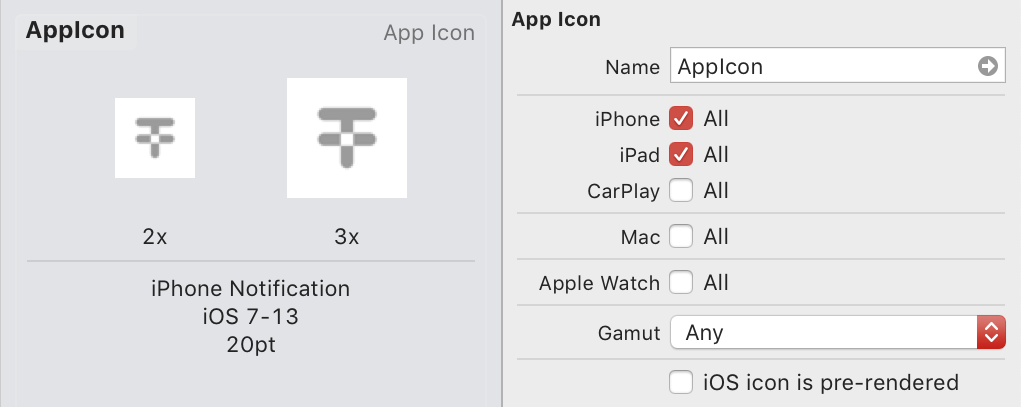 AppIcon
App Icon
2x
3x
iPhone Notification
iOS 7-13
20pt
App Icon
Name AppIcon
iPhone All
iPad All
CarPlay All
Mac All
Apple Watch All
Gamut Any
iOS icon is pre-rendered